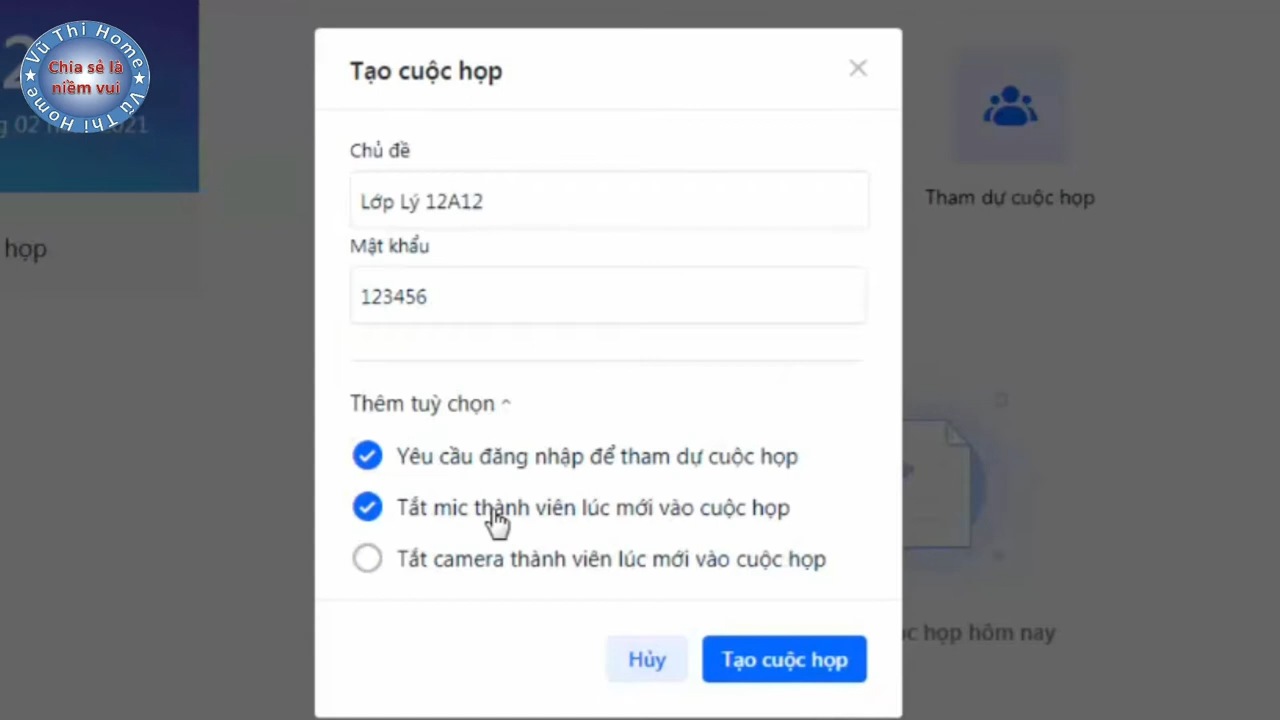 Vũ Thi Home
Chia sẻ là
niềm vui
Vũ Thi Home
02
2021
họp
Tạo cuộc họp
Chủ đề
Lớp Lý 12A12
Mật khẩu
123456
Thêm tuỳ chọn
Yêu cầu đăng nhập để tham dự cuộc họp
Tắt mic thành viên lúc mới vào cuộc họp
Tắt camera thành viên lúc mới vào cuộc họp
Hủy
Tạo cuộc họp
Tham dự cuộc họp
họp hôm nay